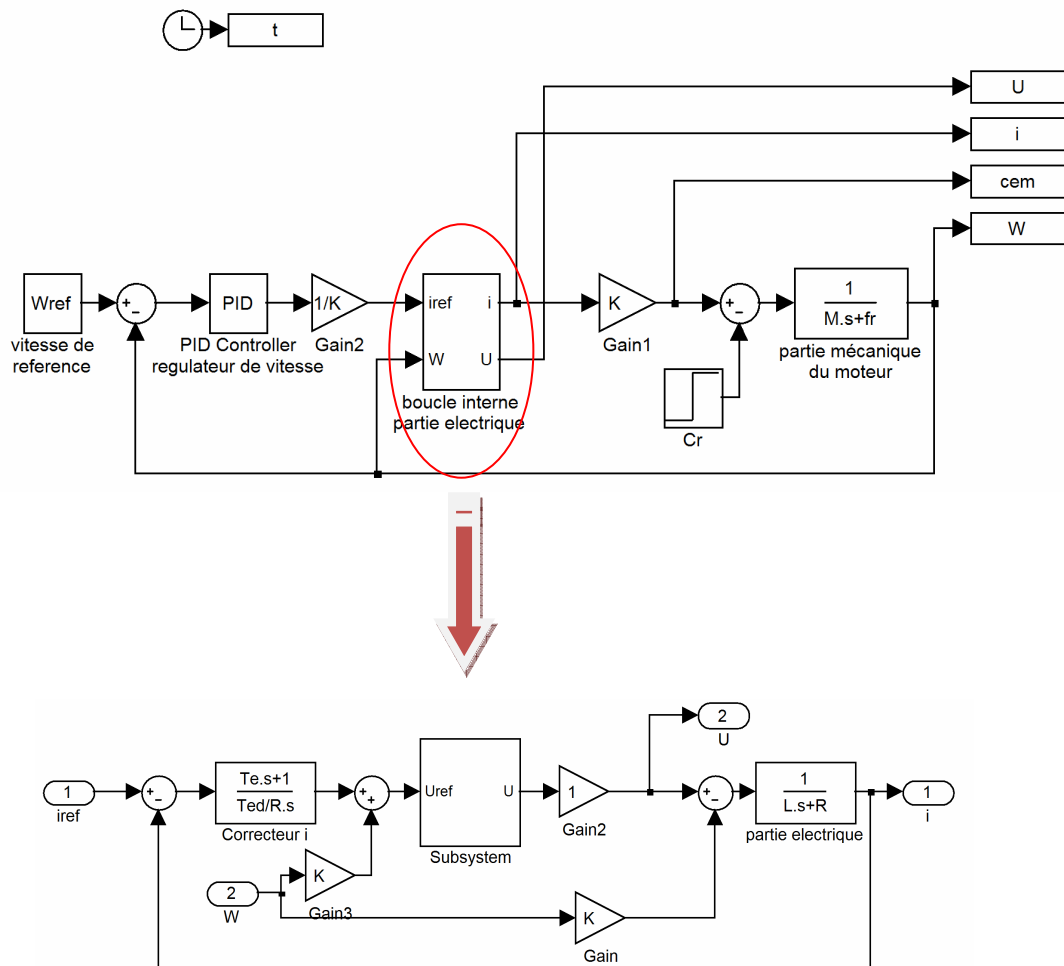 t
U
i
cem
W
Wref
+
-
PID
1/K
iref
i
W
U
K
+
-
1
M.s+fr
vitesse de
reference
PID Controller
regulateur de vitesse
Gain2
boucle interne
partie electrique
Gain1
Cr
partie mécanique
du moteur
2
U
1
iref
+
-
Te.s+1
Ted/R.s
Correcteur i
+
+
Uref
U
Subsystem
1
Gain2
+
-
1
L.s+R
partie electrique
1
i
2
W
K
Gain3
K
Gain